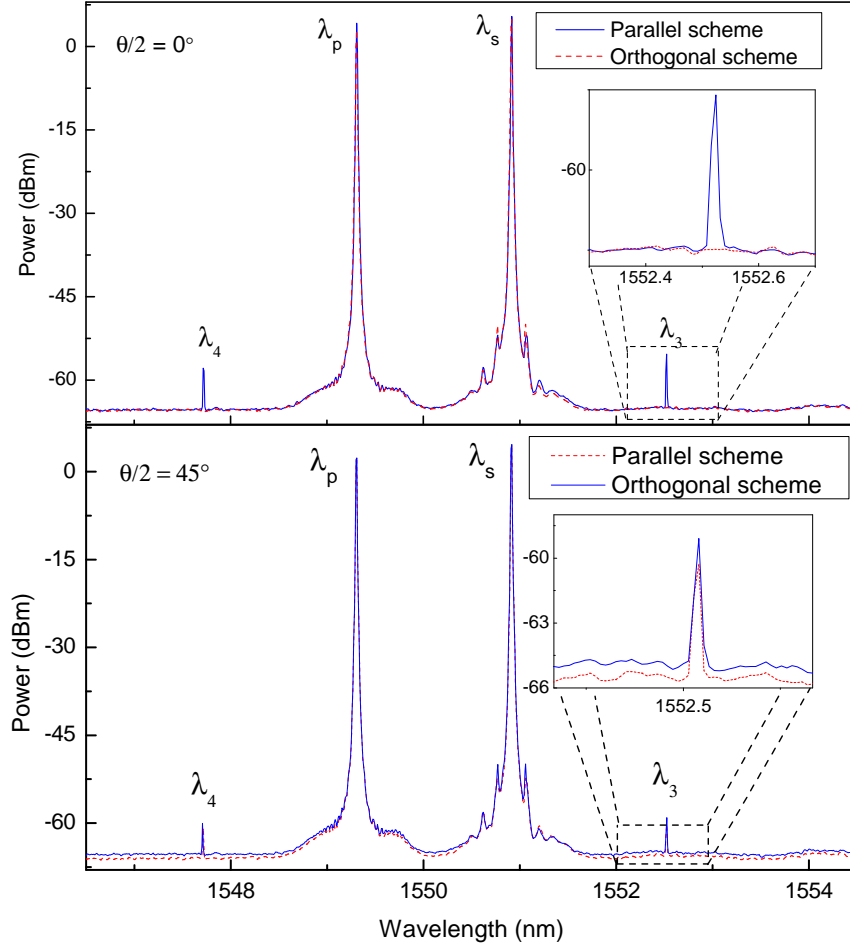 θ/2 = 0°
λp
λs
Parallel scheme
Orthogonal scheme
0
-15
-30
-45
-60
Power (dBm)
-60
1552.4
1552.6
λ4
λ3
θ/2 = 45°
λp
λs
Parallel scheme
Orthogonal scheme
0
-15
-30
-45
-60
Power (dBm)
-60
-63
-66
1552.5
λ4
λ3
1548
1550
1552
1554
Wavelength (nm)